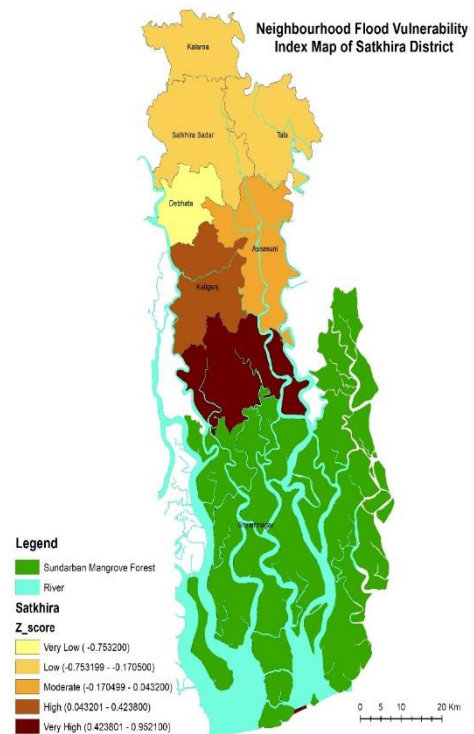 Neighbourhood Flood Vulnerability
Index Map of Satkhira District
Kalaroa
Satkhira Sadar
Tala
Debhata
Assasuni
Kaliganj
Shyamnagar
Legend
Sundarban Mangrove Forest
River
Satkhira
Z_score
Very Low ( -0.753200)
Low (-0.753199 - -0.170500)
Moderate (-0.170499 - 0.043200)
High (0.043201 - 0.423800)
Very High (0.423801 - 0.952100)
0 5 10 20 Km